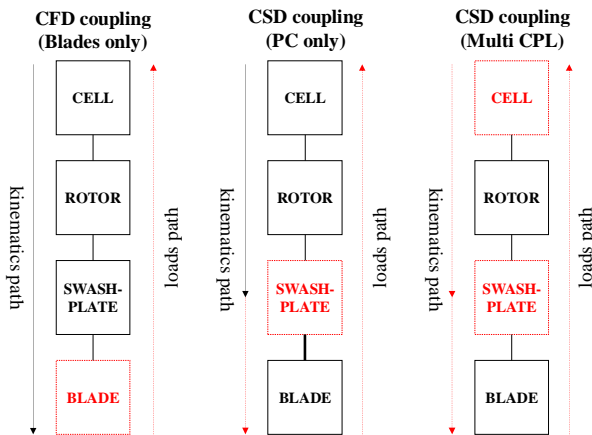 CFD coupling
(Blades only)
CELL
ROTOR
SWASH-
PLATE
BLADE
kinematics path
loads path
CSD coupling
(PC only)
CELL
ROTOR
SWASH-
PLATE
BLADE
kinematics path
loads path
CSD coupling
(Multi CPL)
CELL
ROTOR
SWASH-
PLATE
BLADE
kinematics path
loads path